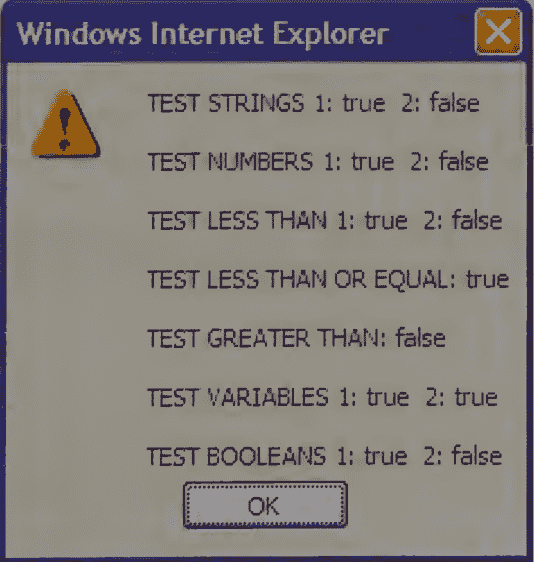 Windows Internet Explorer
TEST STRINGS 1: true 2: false
TEST NUMBERS 1: true 2: false
TEST LESS THAN 1: true 2: false
TEST LESS THAN OR EQUAL: true
TEST GREATER THAN: false
TEST VARIABLES 1: true 2: true
TEST BOOLEANS 1: true 2: false
OK